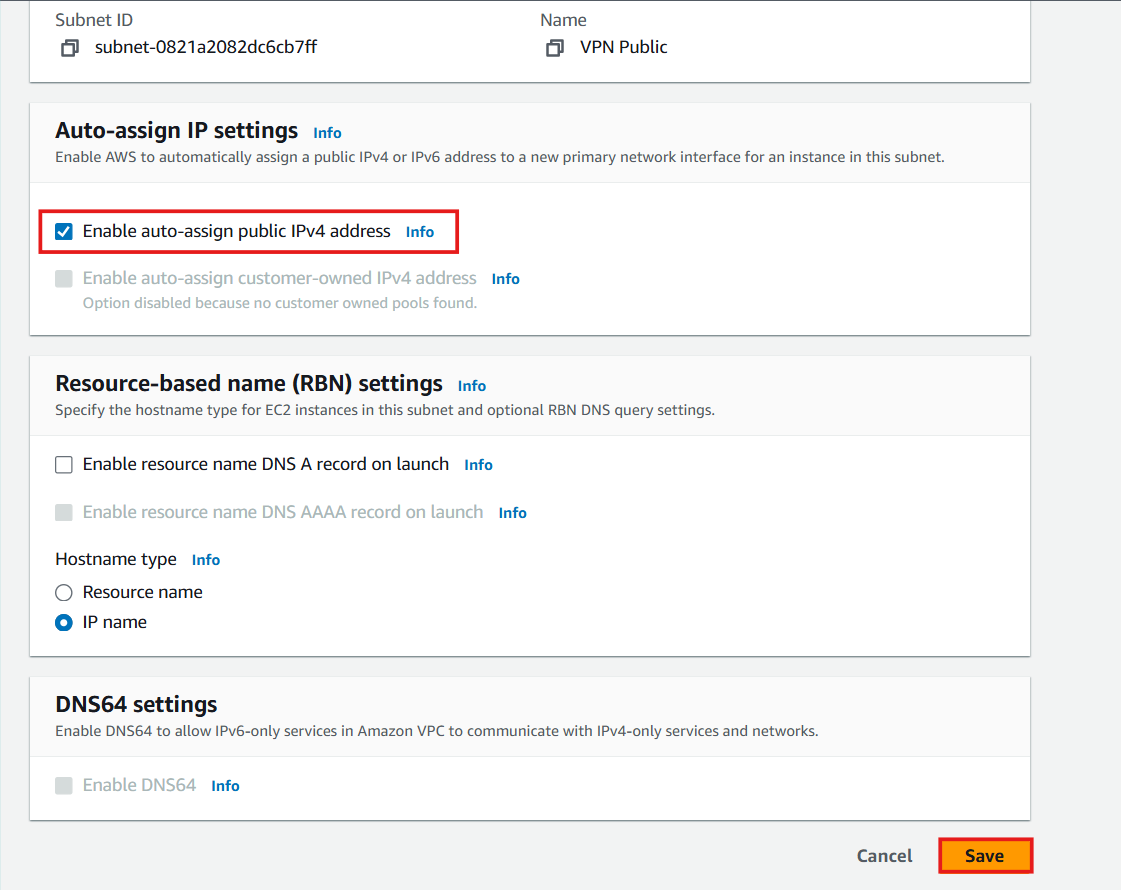 Subnet ID
subnet-0821a2082dc6cb7ff
Name
VPN Public
Auto-assign IP settings Info
Enable AWS to automatically assign a public IPv4 or IPv6 address to a new primary network interface for an instance in this subnet.
Enable auto-assign public IPv4 address Info
Enable auto-assign customer-owned IPv4 address Info
Option disabled because no customer owned pools found.
Resource-based name (RBN) settings Info
Specify the hostname type for EC2 instances in this subnet and optional RBN DNS query settings.
Enable resource name DNS A record on launch Info
Enable resource name DNS AAAA record on launch Info
Hostname type Info
Resource name
IP name
DNS64 settings
Enable DNS64 to allow IPv6-only services in Amazon VPC to communicate with IPv4-only services and networks.
Enable DNS64 Info
Cancel Save